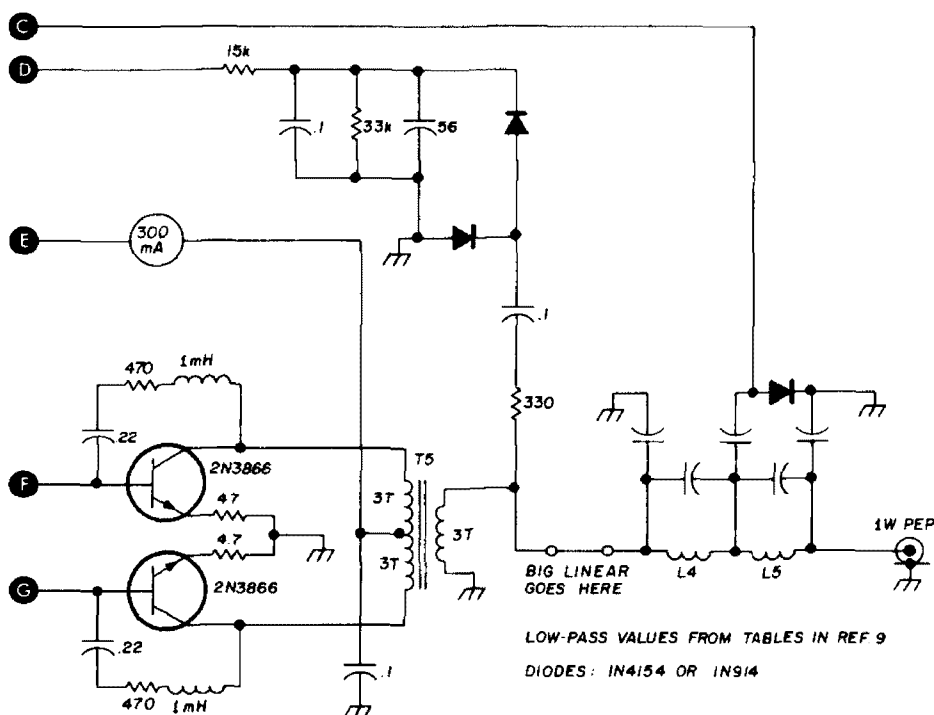 C
15k
D
.1
33k
56
E
300
mA
.1
470
1mH
330
.22
2N3866
T5
F
47
3T
4.7
3T
3T
1W PEP
G
2N3866
BIG LINEAR
GOES HERE
L4
L5
.22
LOW-PASS VALUES FROM TABLES IN REF 9
.1
DIODES: 1N4154 OR 1N914
470
1mH